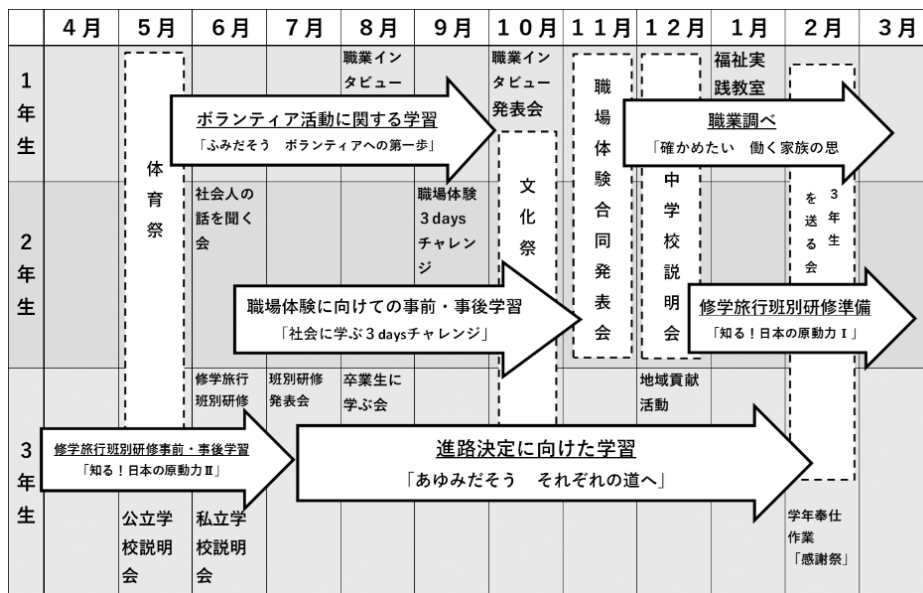 4月
5月
6月
7月
8月
9月
10月
11月
12月
1月
2月
3月
1年生
職業イン
タビュー
職業イン
タビュー
発表会
福祉実
践教室
ボランティア活動に関する学習
「ふみだそう　ボランティアへの第一歩」
職業調べ
「確かめたい　働く家族の思
体育祭
文化祭
職場体験合同発表会
中学校説明会
3年生
を送る会
2年生
社会人の
話を聞く
会
職場体験
3days
チャレン
ジ
職場体験に向けての事前・事後学習
「社会に学ぶ3daysチャレンジ」
修学旅行班別研修準備
「知る！日本の原動力Ⅰ」
3年生
修学旅行
班別研修
班別研修
発表会
卒業生に
学ぶ会
地域貢献
活動
修学旅行班別研修事前・事後学習
「知る！日本の原動力Ⅱ」
進路決定に向けた学習
「あゆみだそう　それぞれの道へ」
公立学
校説明
会
私立学
校説明
会
学年奉仕
作業
「感謝祭」